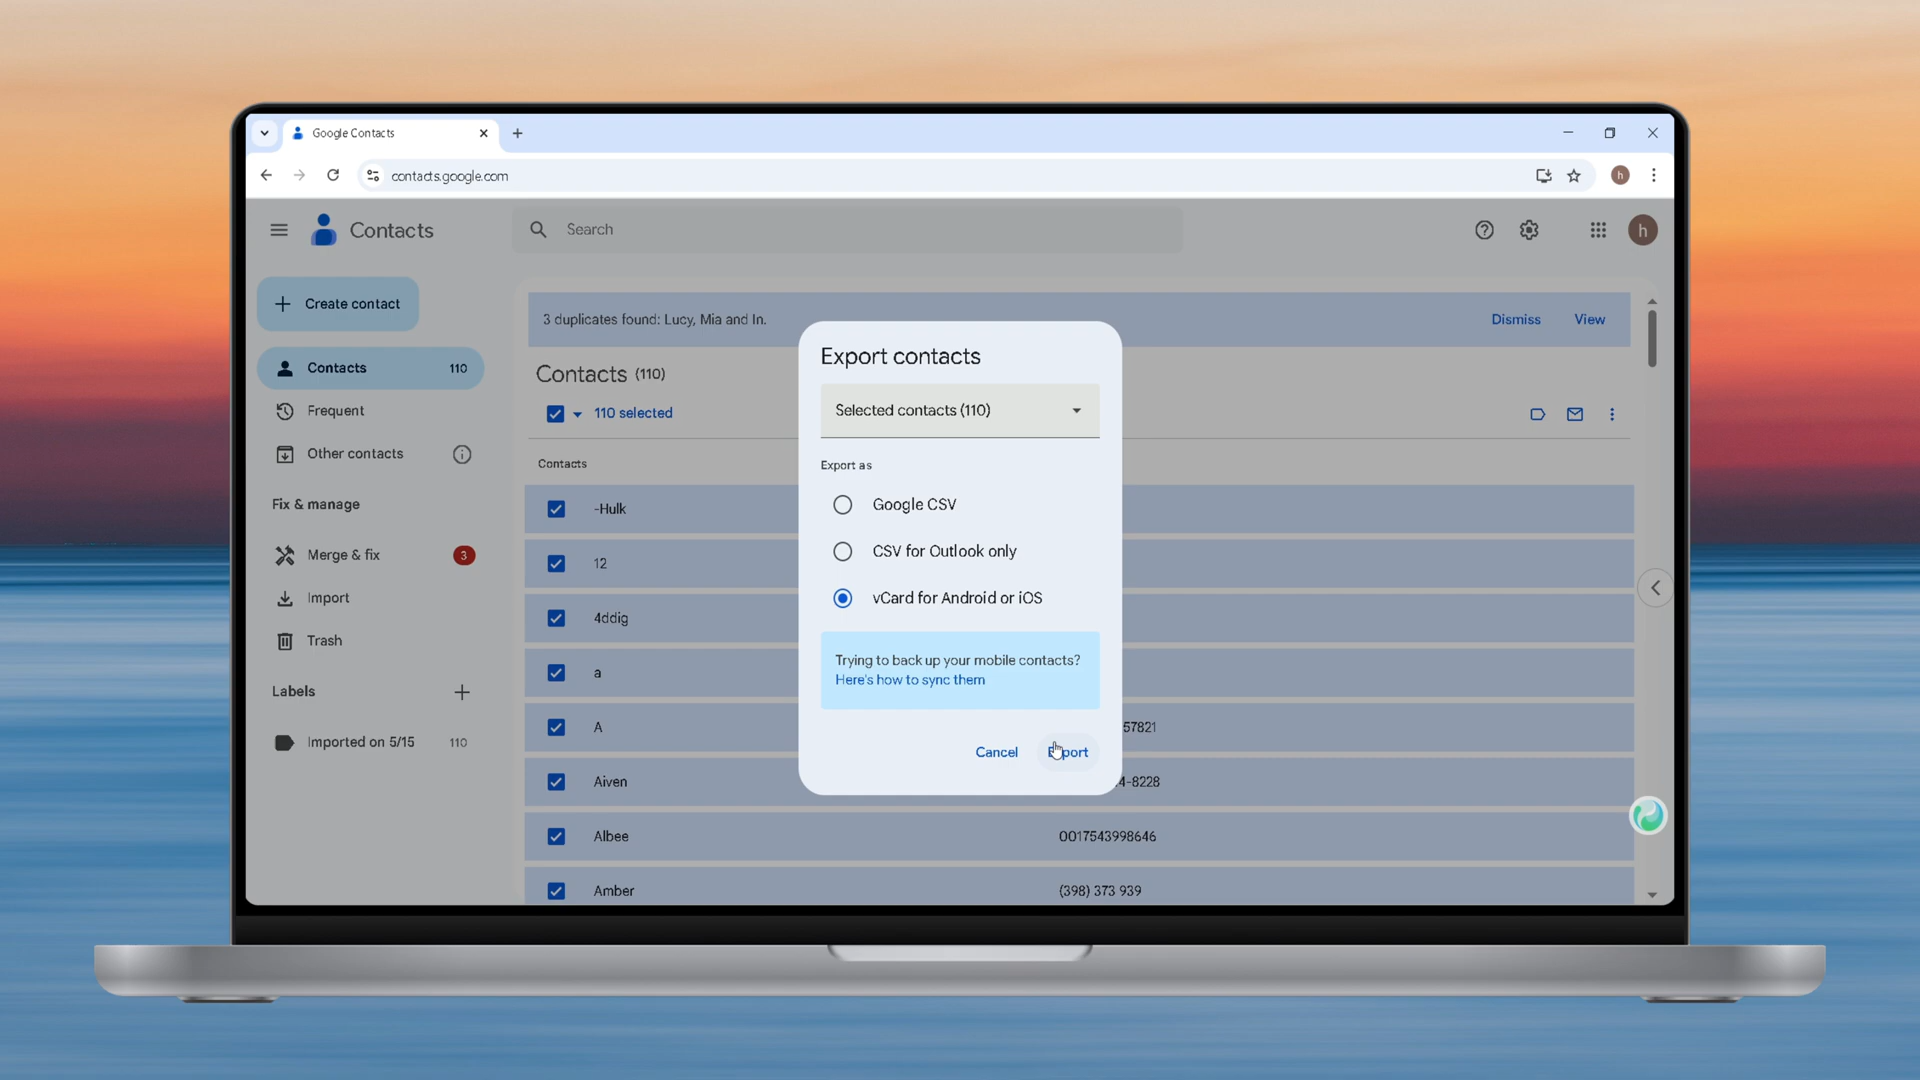 Google Contacts
contacts.google.com
Contacts
Search
h
h
Create contact
3 duplicates found: Lucy, Mia and In.
Dismiss
View
Contacts 110
Contacts (110)
Frequent
110 selected
Other contacts
Contacts
Fix & manage
-Hulk
Merge & fix 3
12
Import
4ddig
Trash
a
Labels
A
57821
Imported on 5/15 110
Aiven
4-8228
Albee
0017543998646
Amber
(398) 373 939
Export contacts
Selected contacts (110)
Export as
Google CSV
CSV for Outlook only
vCard for Android or iOS
Trying to back up your mobile contacts?
Here's how to sync them
Cancel
Export